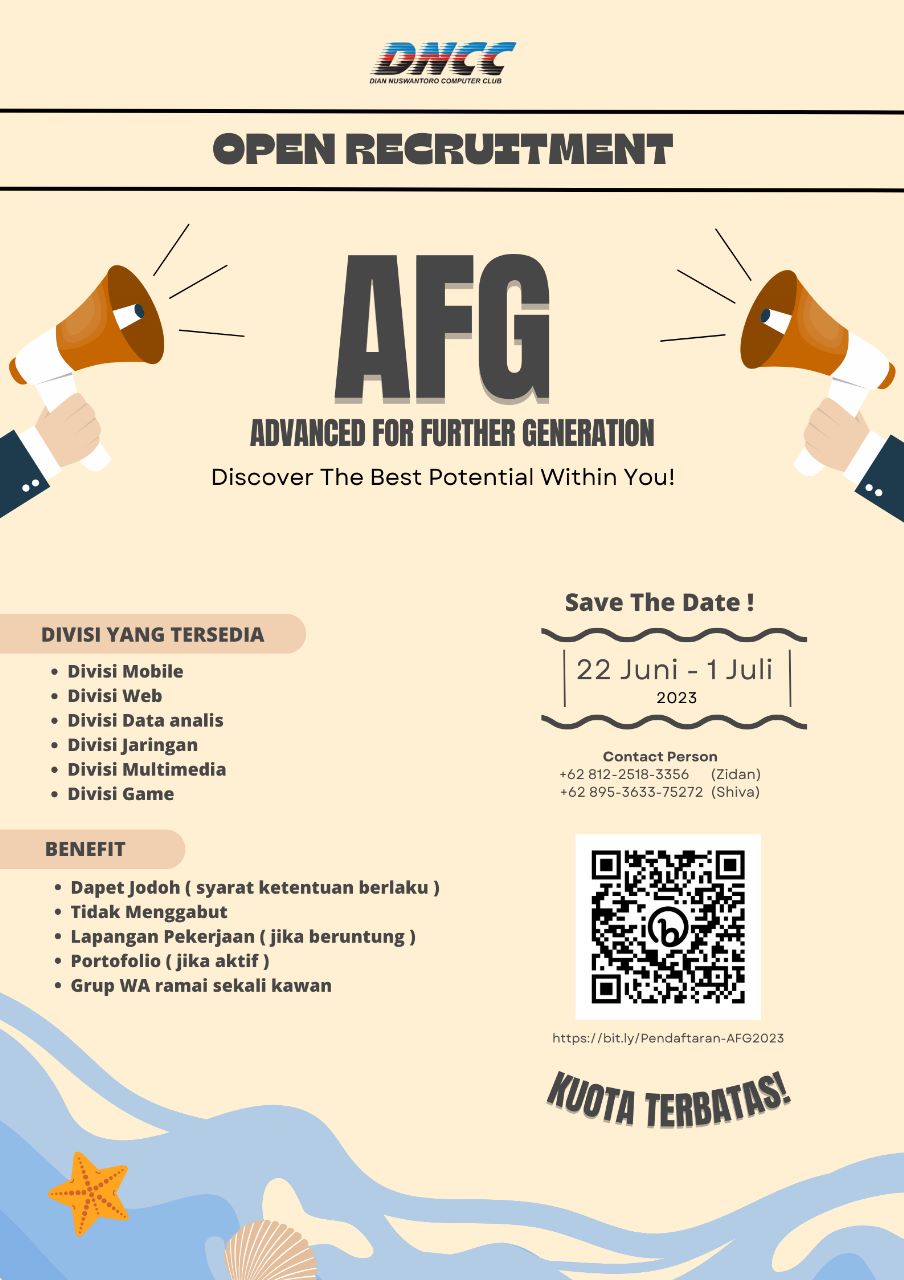 DNCC
DIAN NUSWANTORO COMPUTER CLUB
OPEN RECRUITMENT
AFG
ADVANCED FOR FURTHER GENERATION
Discover The Best Potential Within You!
DIVISI YANG TERSEDIA
• Divisi Mobile
• Divisi Web
• Divisi Data analis
• Divisi Jaringan
• Divisi Multimedia
• Divisi Game
BENEFIT
• Dapet Jodoh ( syarat ketentuan berlaku )
• Tidak Menggabut
• Lapangan Pekerjaan ( jika beruntung )
• Portofolio ( jika aktif )
• Grup WA ramai sekali kawan
Save The Date !
22 Juni - 1 Juli
2023
Contact Person
+62 812-2518-3356 (Zidan)
+62 895-3633-75272 (Shiva)
b
https://bit.ly/Pendaftaran-AFG2023
KUOTA TERBATAS!